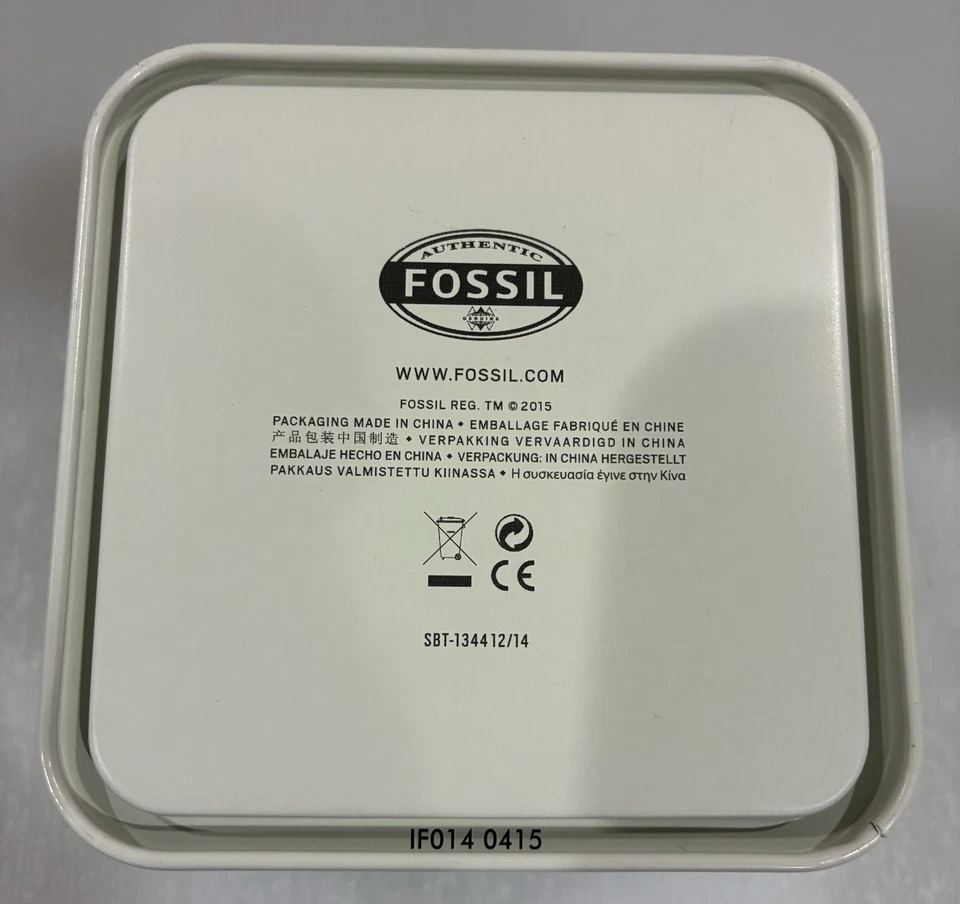 AUTHENTIC
FOSSIL
GENUINE
WWW.FOSSIL.COM
FOSSIL REG. TM © 2015
PACKAGING MADE IN CHINA ◆ EMBALLAGE FABRIQUÉ EN CHINE
产品包装中国制造 ◆ VERPAKKING VERVAARDIGD IN CHINA
EMBALAJE HECHO EN CHINA ◆ VERPACKUNG: IN CHINA HERGESTELLT
PAKKAUS VALMISTETTU KIINASSA ◆ Η συσκευασία έγινε στην Κίνα
CE
SBT-134412/14
IF014 0415